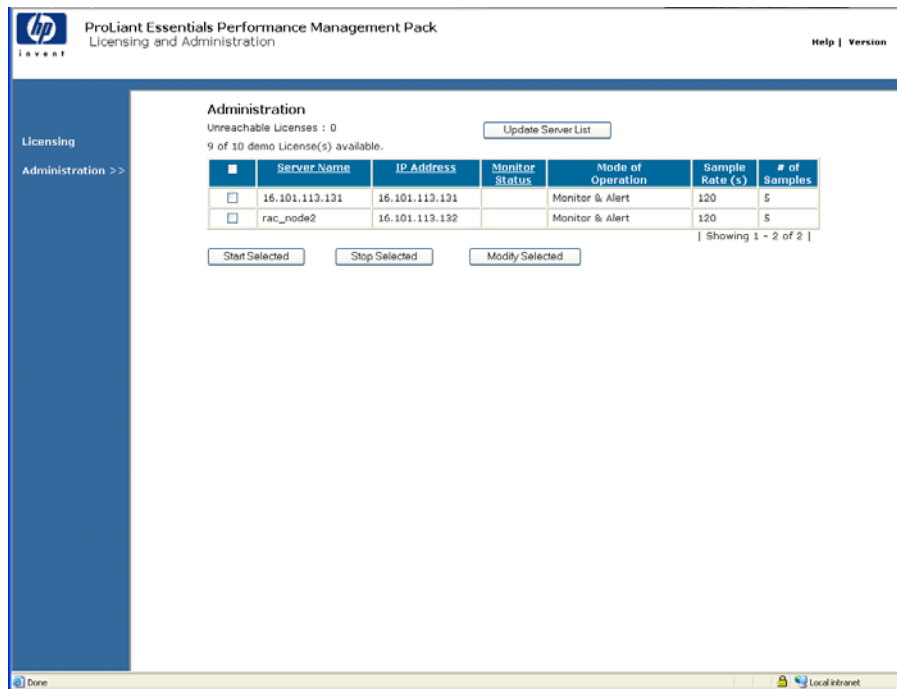 hp
invent
ProLiant Essentials Performance Management Pack
Licensing and Administration
Help | Version
Licensing
Administration >>
Administration
Unreachable Licenses : 0
Update Server List
9 of 10 demo License(s) available.
Server Name IP Address Monitor Status Mode of Operation Sample Rate (s) # of Samples
16.101.113.131 16.101.113.131 Monitor & Alert 120 5
rac_node2 16.101.113.132 Monitor & Alert 120 5
| Showing 1 - 2 of 2 |
Start Selected Stop Selected Modify Selected
Done Local intranet